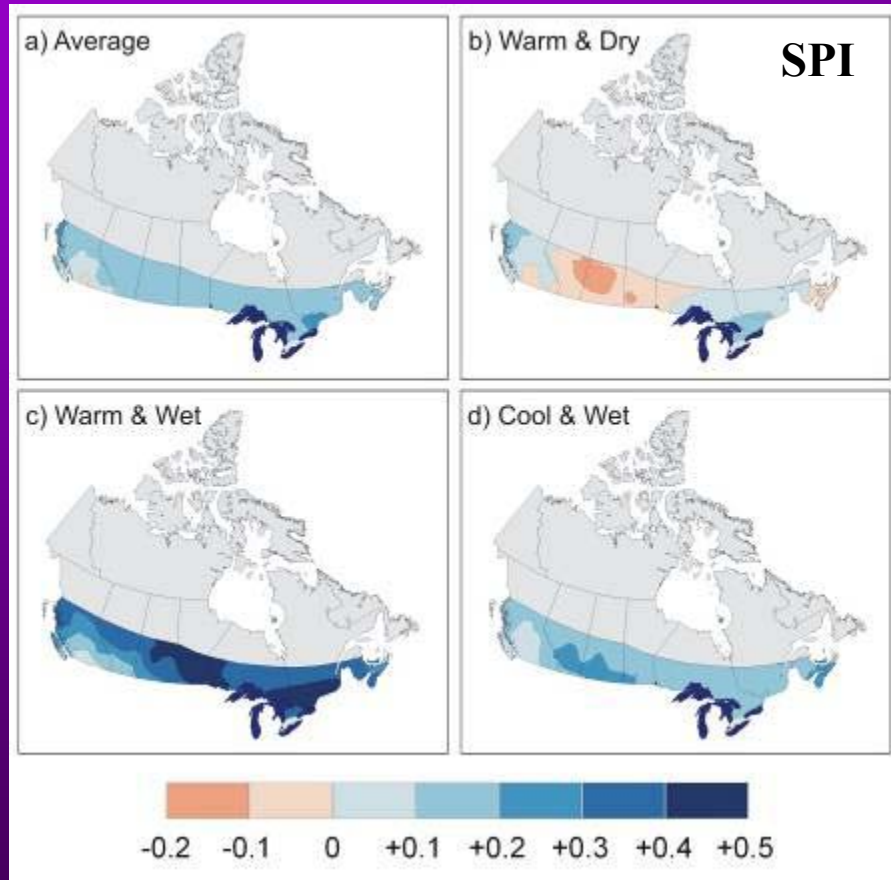 a) Average
b) Warm & Dry
SPI
c) Warm & Wet
d) Cool & Wet
-0.2 -0.1 0 +0.1 +0.2 +0.3 +0.4 +0.5